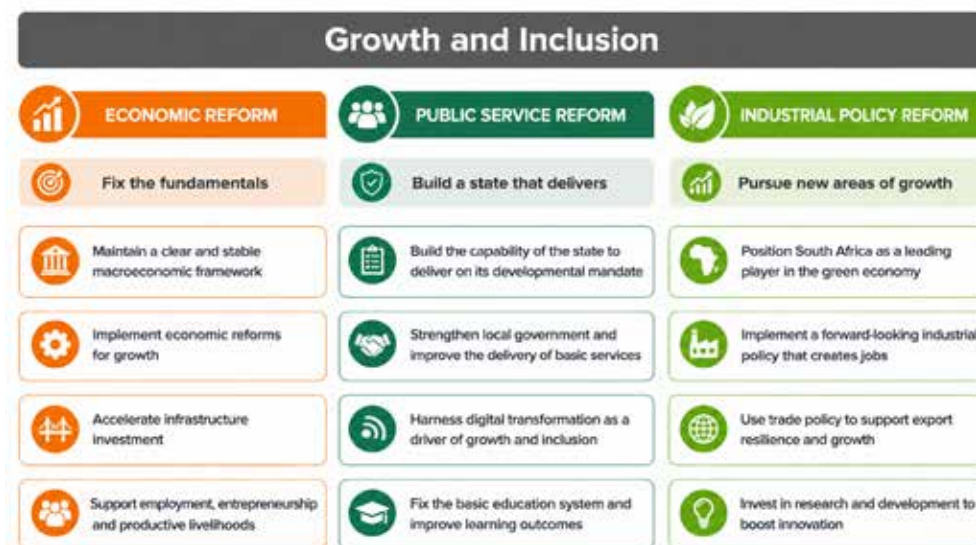 Growth and Inclusion
ECONOMIC REFORM
Fix the fundamentals
Maintain a clear and stable
macroeconomic framework
Implement economic reforms
for growth
Accelerate infrastructure
investment
Support employment, entrepreneurship
and productive livelihoods
PUBLIC SERVICE REFORM
Build a state that delivers
Build the capability of the state to
deliver on its developmental mandate
Strengthen local government and
improve the delivery of basic services
Harness digital transformation as a
driver of growth and inclusion
Fix the basic education system and
improve learning outcomes
INDUSTRIAL POLICY REFORM
Pursue new areas of growth
Position South Africa as a leading
player in the green economy
Implement a forward-looking industrial
policy that creates jobs
Use trade policy to support export
resilience and growth
Invest in research and development to
boost innovation